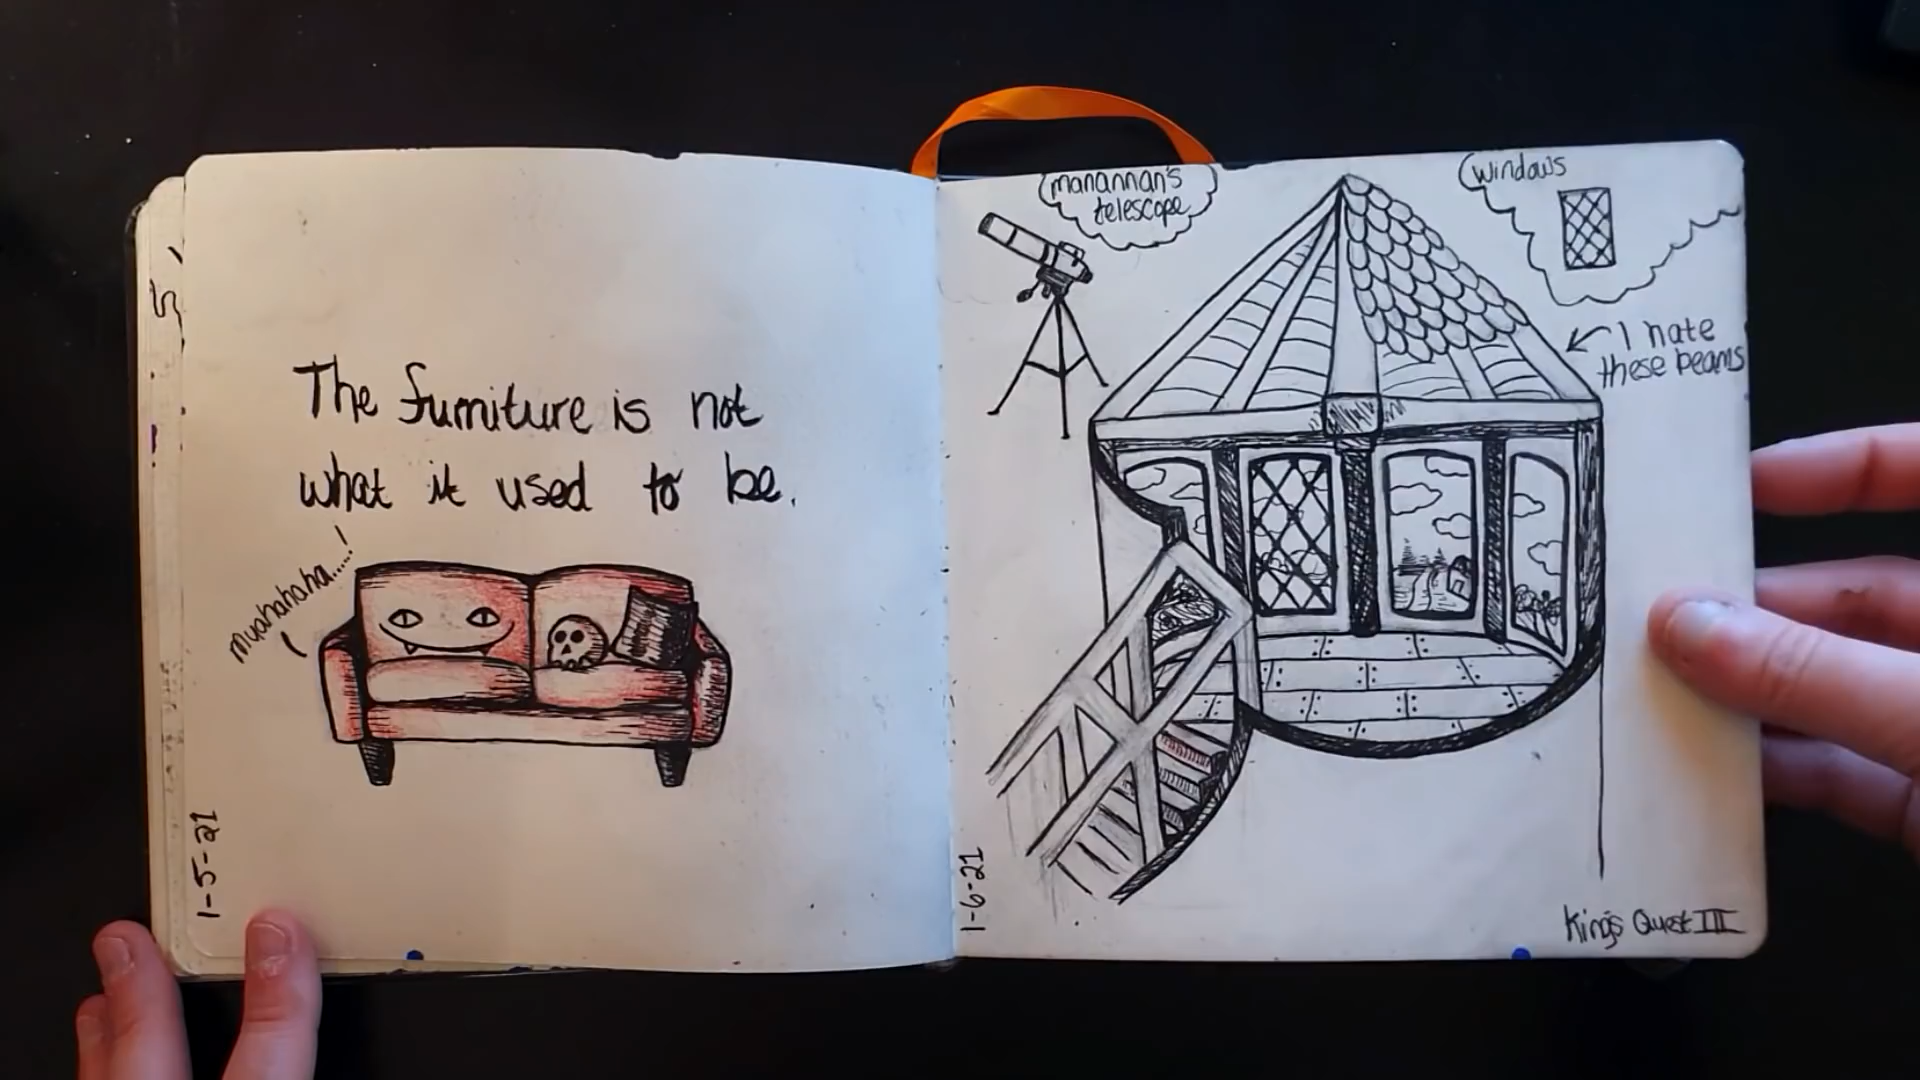 The furniture is not
what it used to be.
muahahaha.....!
1-5-21
manannan's
telescope
windows
I hate
these beams
1-6-21
King's Quest III